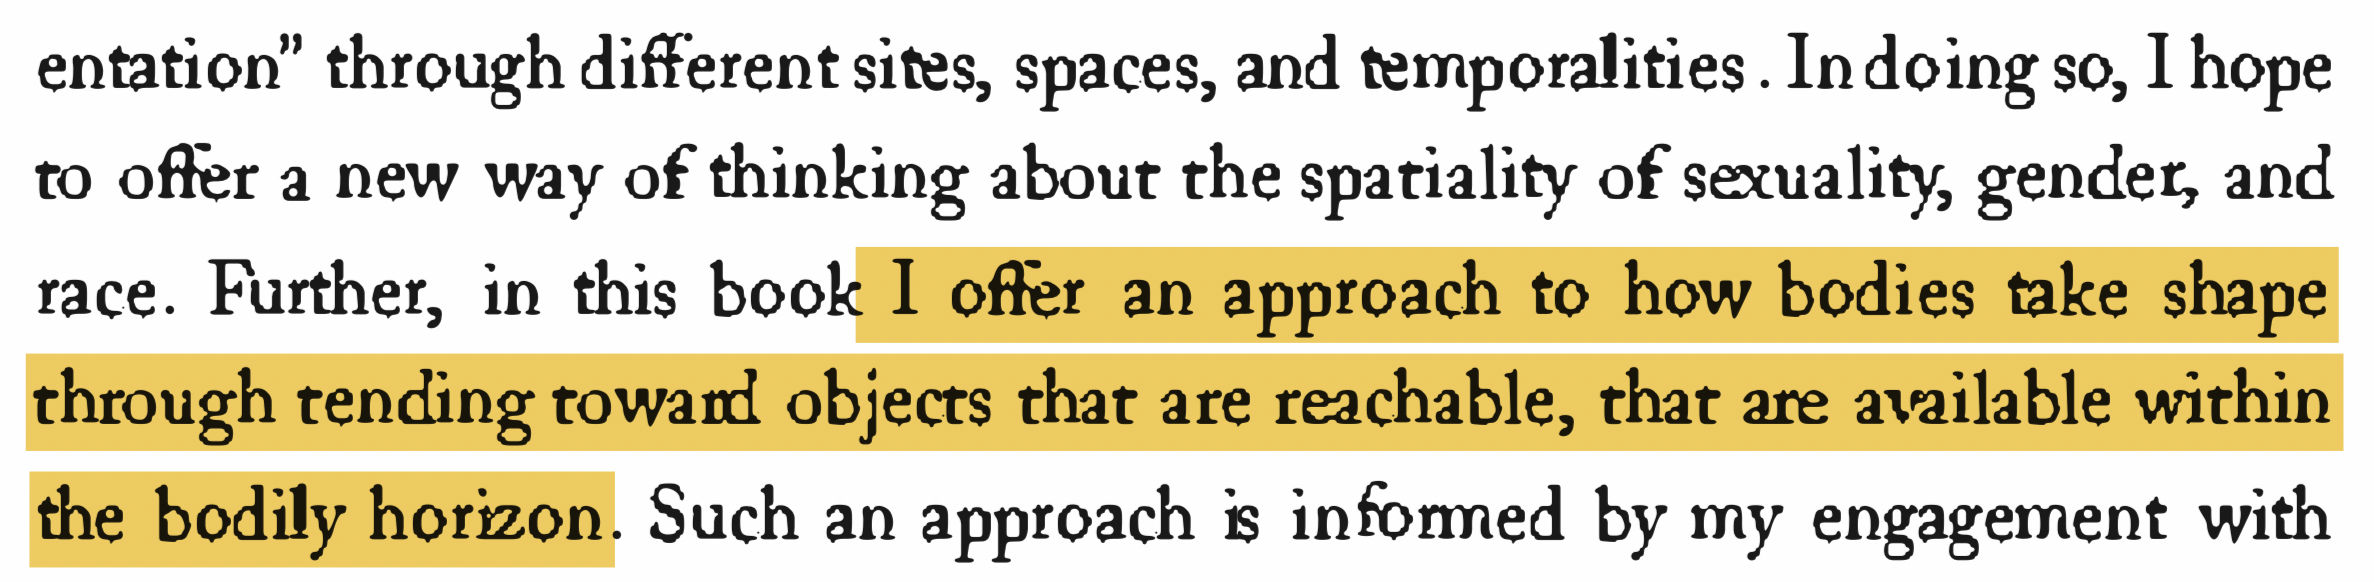 entation” through different sites, spaces, and temporalities. In doing so, I hope
to offer a new way of thinking about the spatiality of sexuality, gender, and
race. Further, in this book I offer an approach to how bodies take shape
through tending toward objects that are reachable, that are available within
the bodily horizon. Such an approach is informed by my engagement with